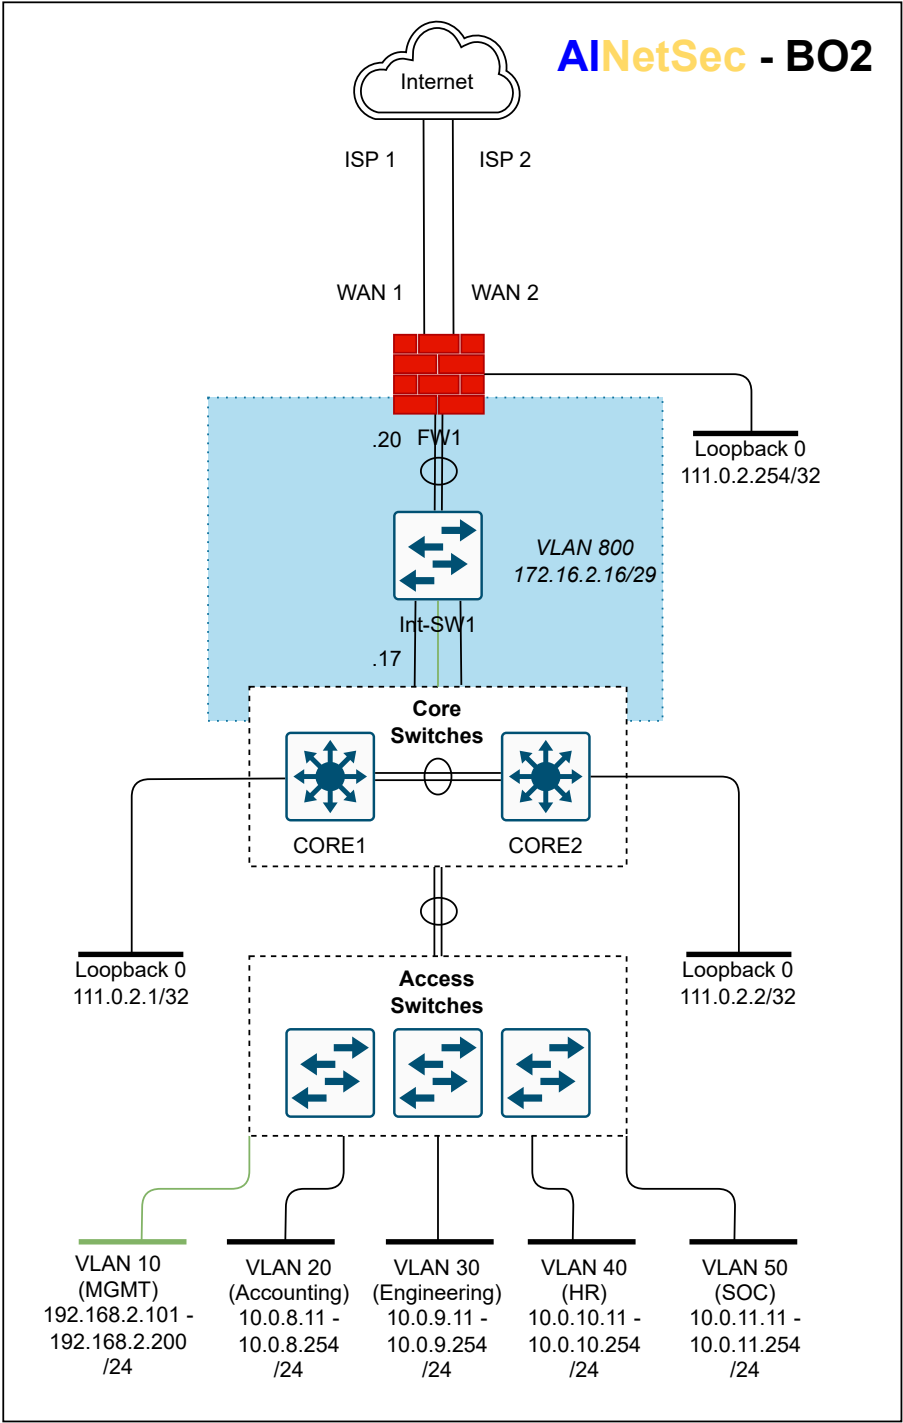 AINetSec - BO2
Internet
ISP 1
ISP 2
WAN 1
WAN 2
.20
FW1
Loopback 0
111.0.2.254/32
VLAN 800
172.16.2.16/29
Int-SW1
.17
Core
Switches
CORE1
CORE2
Loopback 0
111.0.2.1/32
Loopback 0
111.0.2.2/32
Access
Switches
VLAN 10
(MGMT)
192.168.2.101 -
192.168.2.200
/24
VLAN 20
(Accounting)
10.0.8.11 -
10.0.8.254
/24
VLAN 30
(Engineering)
10.0.9.11 -
10.0.9.254
/24
VLAN 40
(HR)
10.0.10.11 -
10.0.10.254
/24
VLAN 50
(SOC)
10.0.11.11 -
10.0.11.254
/24